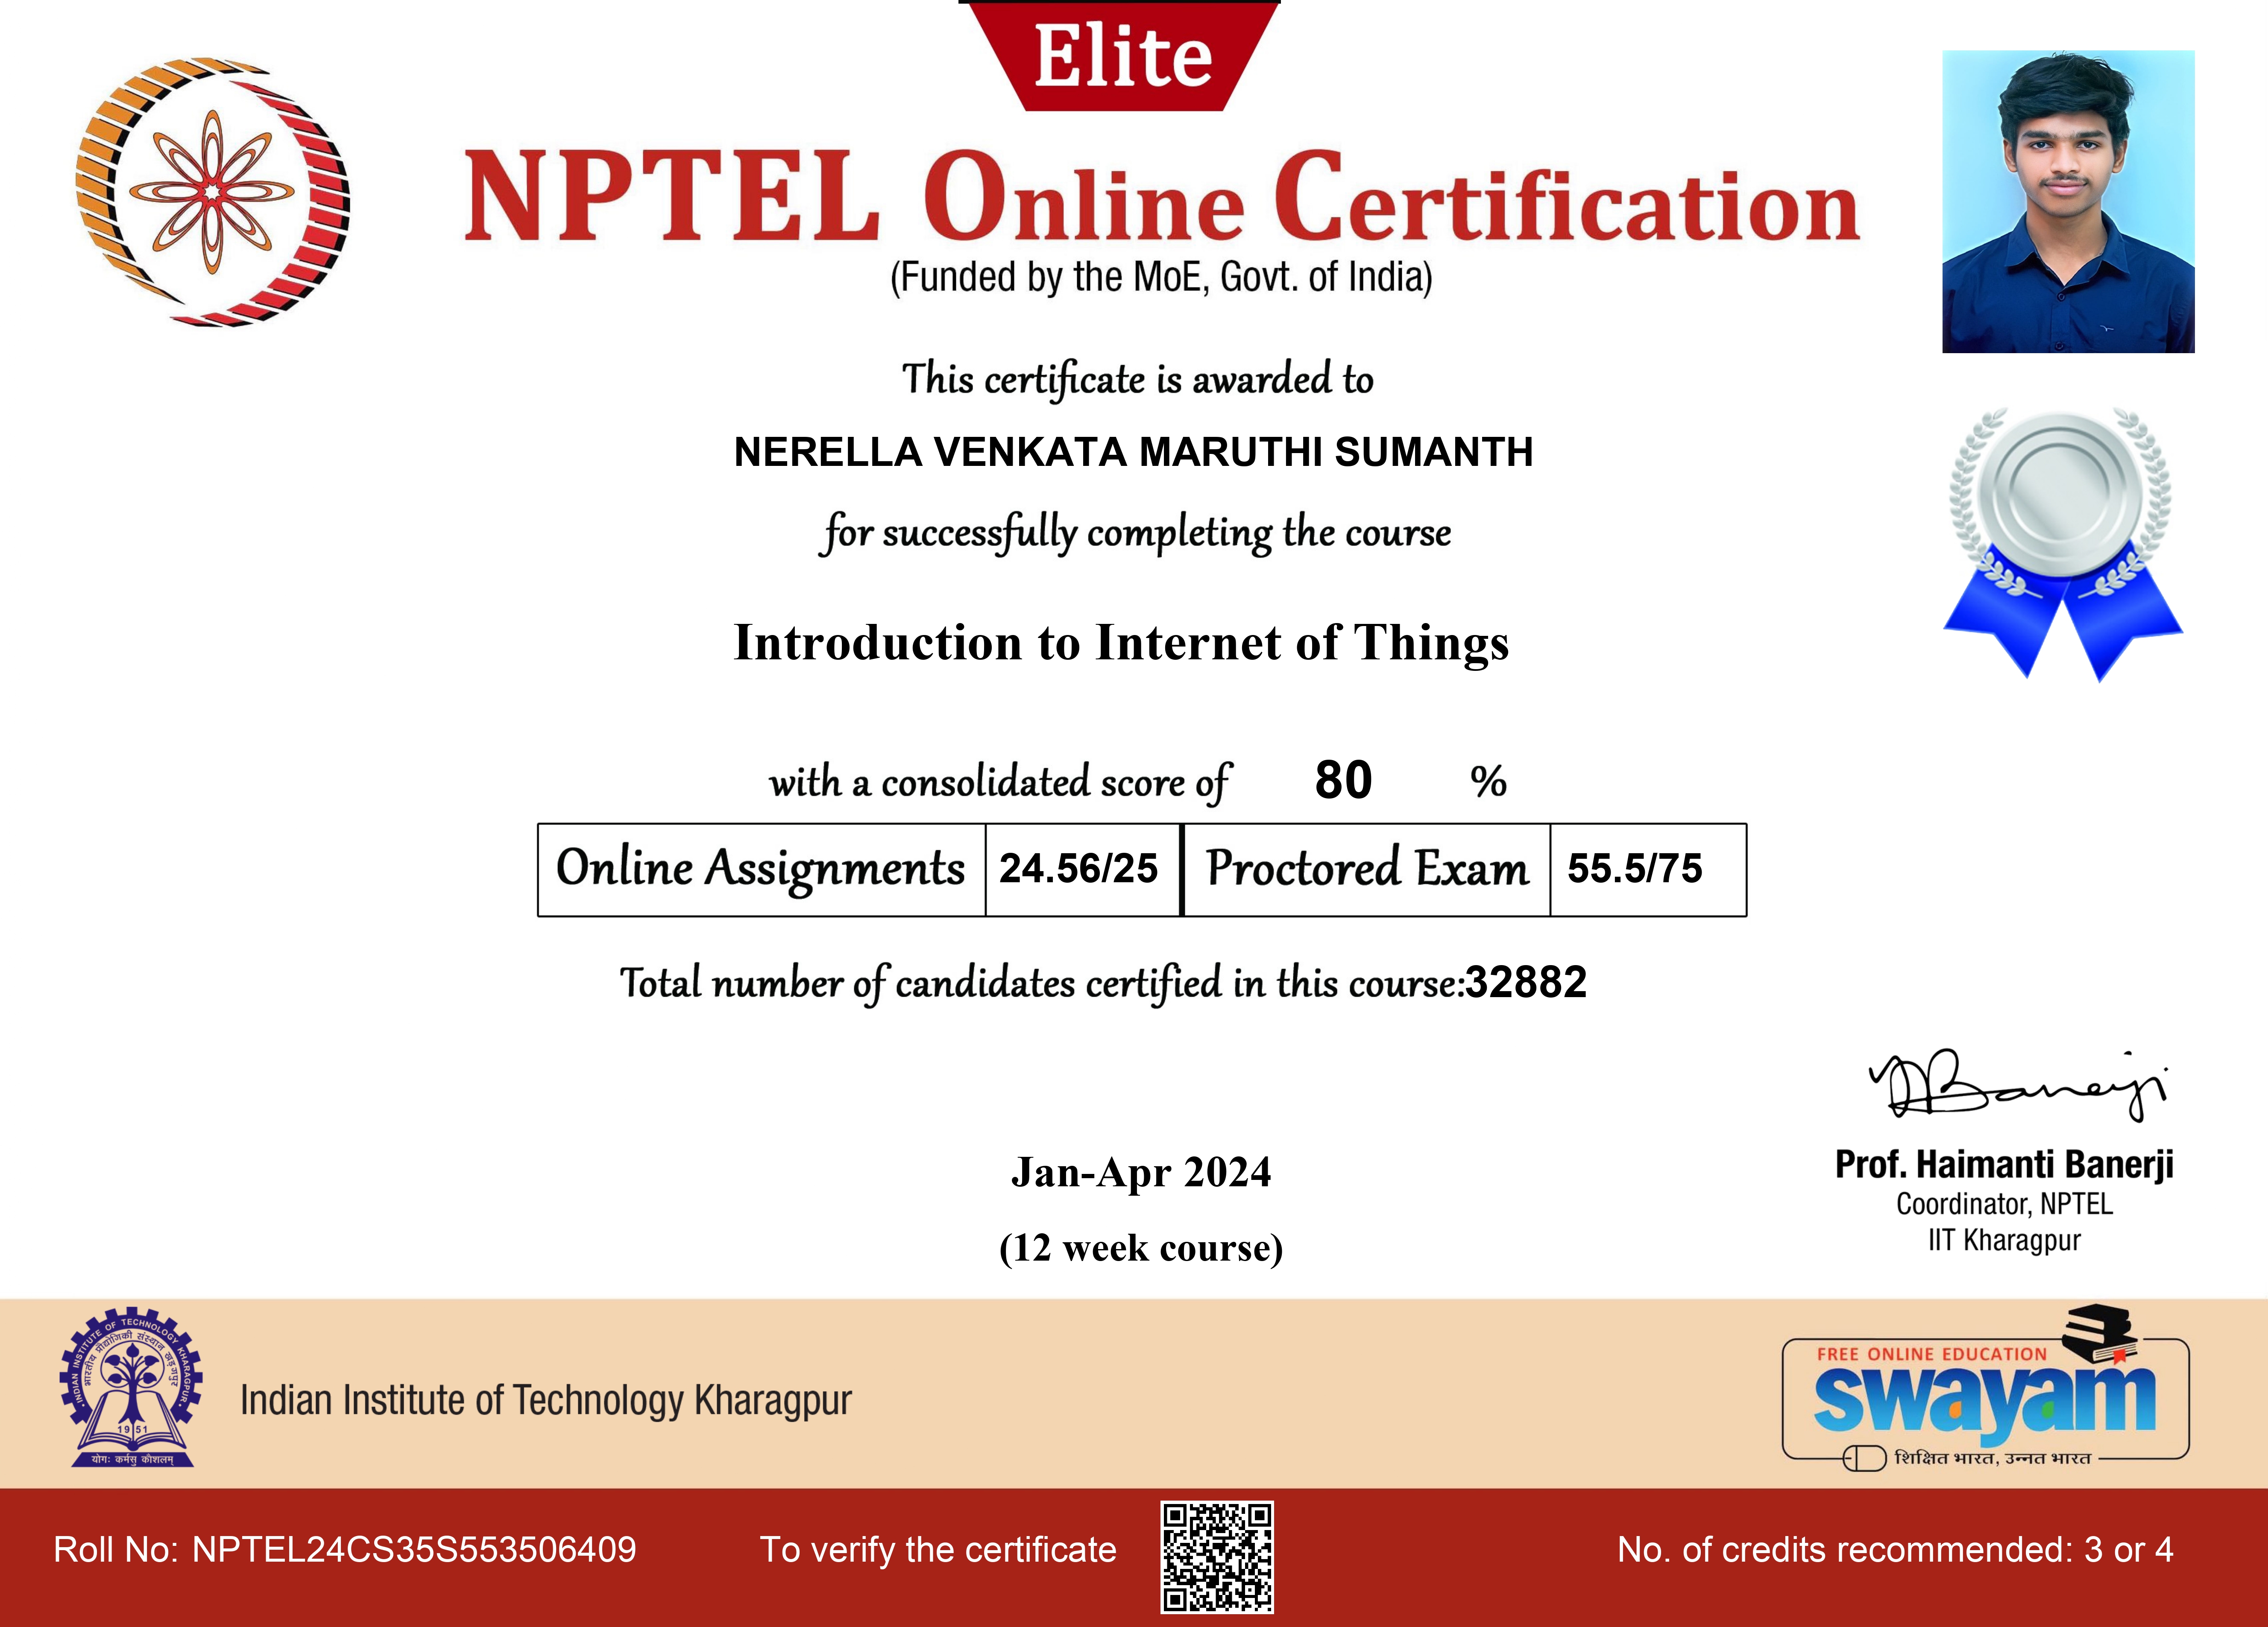 Elite
NPTEL Online Certification
(Funded by the MoE, Govt. of India)
This certificate is awarded to
NERELLA VENKATA MARUTHI SUMANTH
for successfully completing the course
Introduction to Internet of Things
with a consolidated score of 80 %
Online Assignments 24.56/25 Proctored Exam 55.5/75
Total number of candidates certified in this course:32882
Banerji
Prof. Haimanti Banerji
Coordinator, NPTEL
IIT Kharagpur
Jan-Apr 2024
(12 week course)
INDIAN INSTITUTE OF TECHNOLOGY KHARAGPUR
भारतीय प्रौद्योगिकी संस्थान खड़गपुर
1951
योगः कर्मसु कौशलम्
Indian Institute of Technology Kharagpur
FREE ONLINE EDUCATION
swayam
शिक्षित भारत, उन्नत भारत
Roll No: NPTEL24CS35S553506409
To verify the certificate
No. of credits recommended: 3 or 4